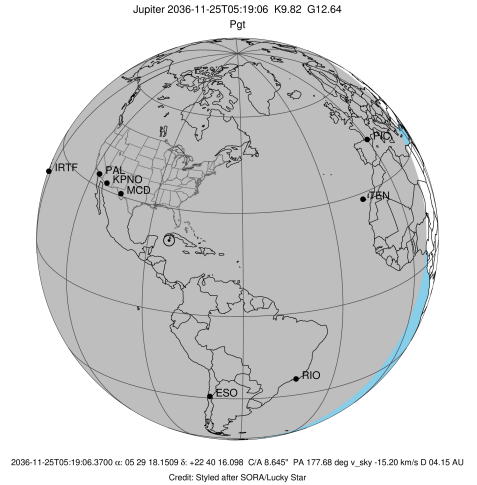 Jupiter 2036-11-25T05:19:06 K9.82 G12.64
Pgt
PIC
IRTF
PAL
KPNO
MCD
TEN
RIO
ESO
2036-11-25T05:19:06.3700 α: 05 29 18.1509 δ: +22 40 16.098 C/A 8.645" PA 177.68 deg v_sky -15.20 km/s D 04.15 AU
Credit: Styled after SORA/Lucky Star